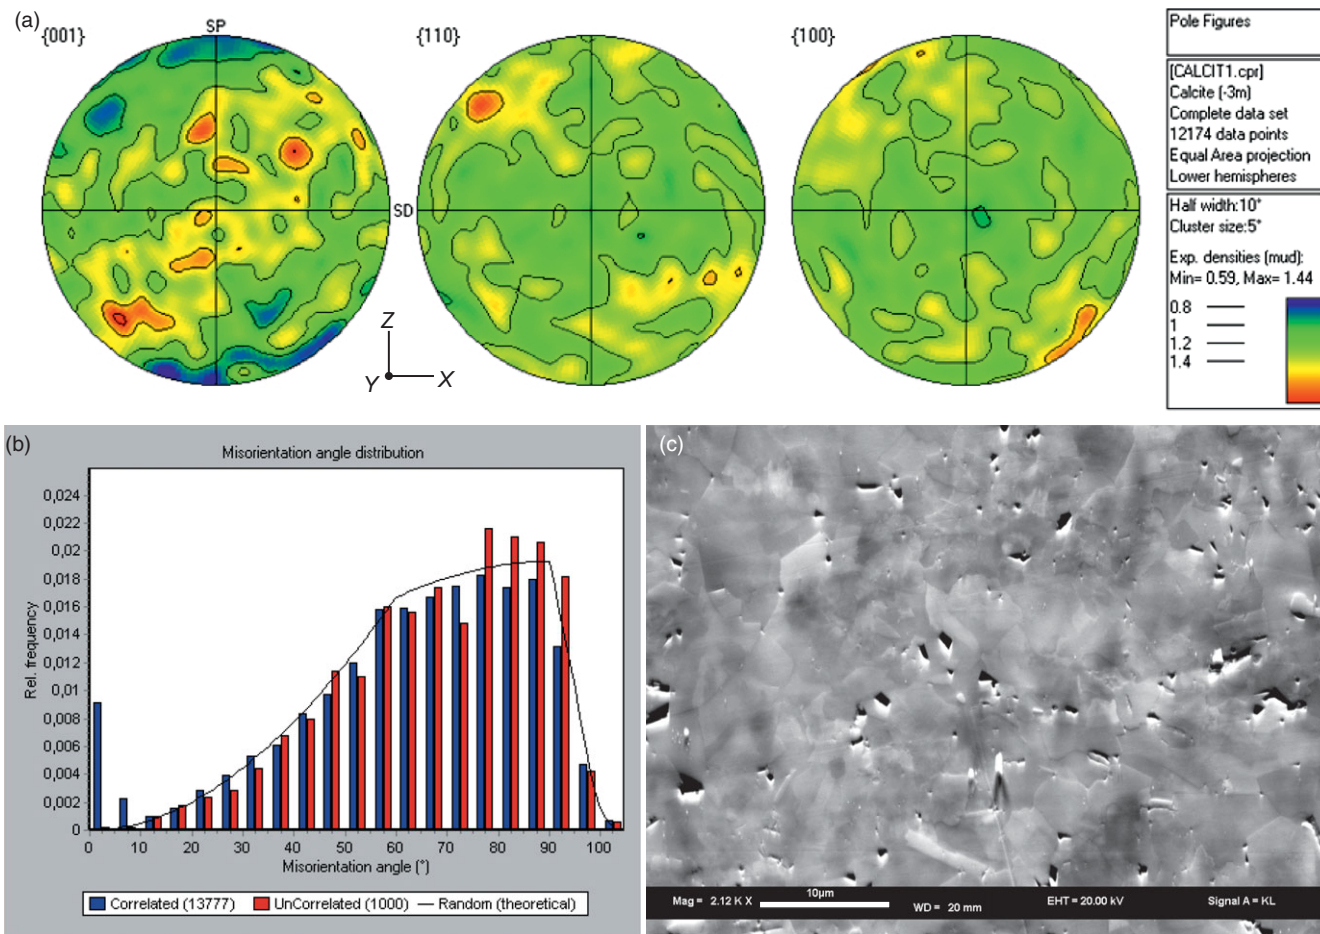 (a)
{001}
SP
{110}
{100}
SD
Z
Y
X
Pole Figures
[CALCIT1.cpr]
Calcite (-3m)
Complete data set
12174 data points
Equal Area projection
Lower hemispheres
Half width:10°
Cluster size:5°
Exp. densities (mud):
Min= 0.59, Max= 1.44
0.8
1
1.2
1.4
(b)
Misorientation angle distribution
Rel. frequency
0,024
0,022
0,02
0,018
0,016
0,014
0,012
0,01
0,008
0,006
0,004
0,002
0
0 10 20 30 40 50 60 70 80 90 100
Misorientation angle (°)
Correlated (13777) UnCorrelated (1000) Random (theoretical)
(c)
Mag = 2.12 K X 10µm WD = 20 mm EHT = 20.00 kV Signal A = KL